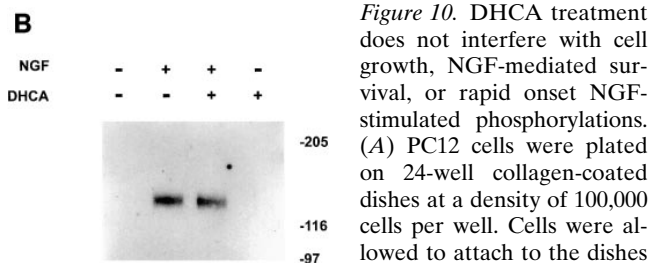 B
NGF - + + -
DHCA - - + +
-205
-116
-97
Figure 10. DHCA treatment
does not interfere with cell
growth, NGF-mediated sur-
vival, or rapid onset NGF-
stimulated phosphorylations.
(A) PC12 cells were plated
on 24-well collagen-coated
dishes at a density of 100,000
cells per well. Cells were al-
lowed to attach to the dishes